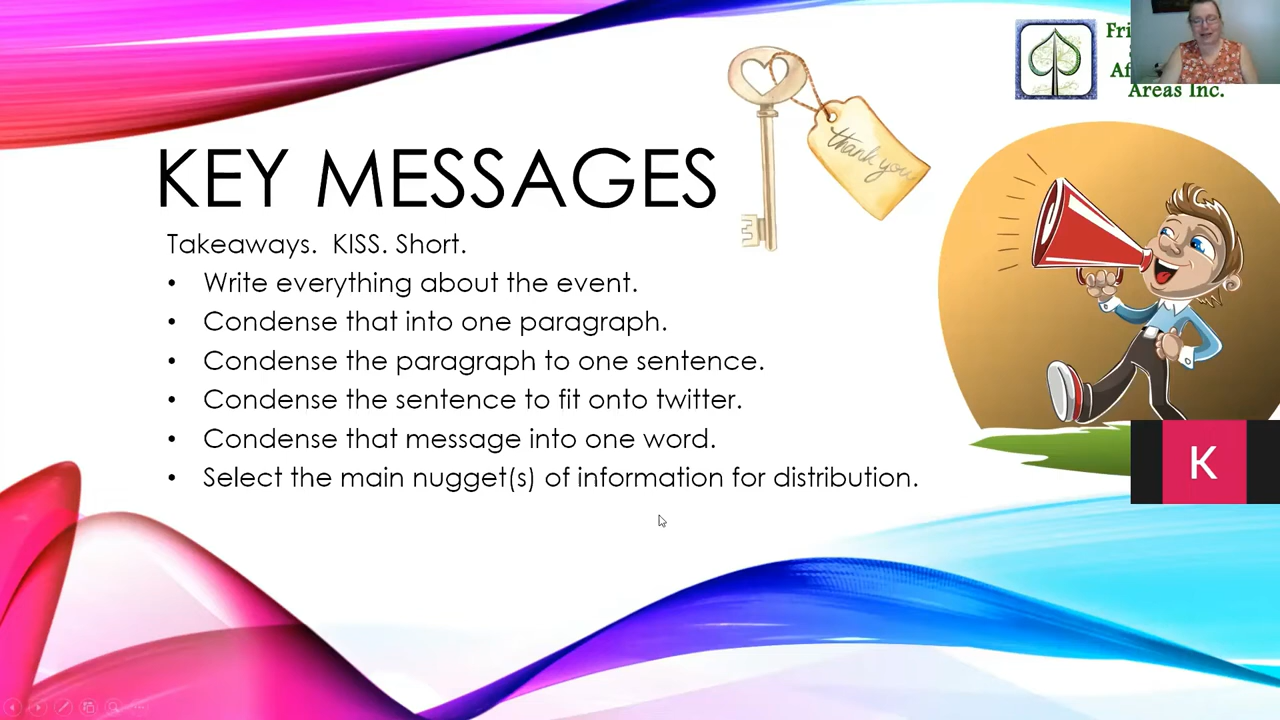 KEY MESSAGES
Takeaways. KISS. Short.
• Write everything about the event.
• Condense that into one paragraph.
• Condense the paragraph to one sentence.
• Condense the sentence to fit onto twitter.
• Condense that message into one word.
• Select the main nugget(s) of information for distribution.
thank you
Areas Inc.
K